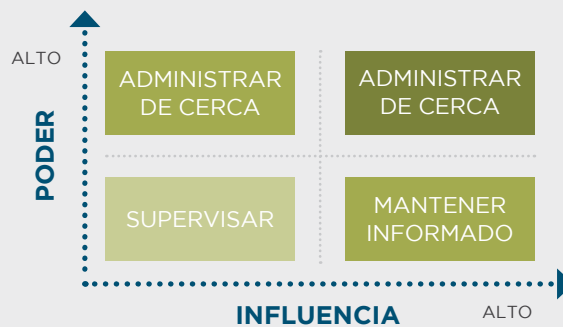 ALTO
ADMINISTRAR
DE CERCA
ADMINISTRAR
DE CERCA
PODER
SUPERVISAR
MANTENER
INFORMADO
INFLUENCIA
ALTO